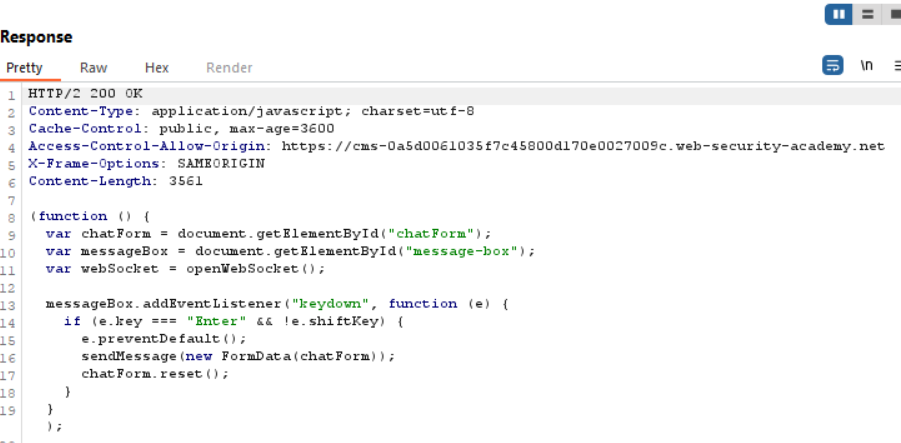 Response
Pretty Raw Hex Render
\n
1 HTTP/2 200 OK
2 Content-Type: application/javascript; charset=utf-8
3 Cache-Control: public, max-age=3600
4 Access-Control-Allow-Origin: https://cms-0a5d0061035f7c45800d170e0027009c.web-security-academy.net
5 X-Frame-Options: SAMEORIGIN
6 Content-Length: 3561
7
8 (function () {
9 var chatForm = document.getElementById("chatForm");
10 var messageBox = document.getElementById("message-box");
11 var webSocket = openWebSocket();
12
13 messageBox.addEventListener("keydown", function (e) {
14 if (e.key === "Enter" && !e.shiftKey) {
15 e.preventDefault();
16 sendMessage(new FormData(chatForm));
17 chatForm.reset();
18 }
19 }
);